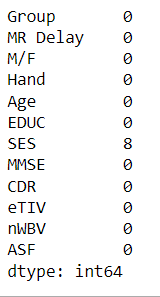 Group 0
MR Delay 0
M/F 0
Hand 0
Age 0
EDUC 0
SES 8
MMSE 0
CDR 0
eTIV 0
nWBV 0
ASF 0
dtype: int64